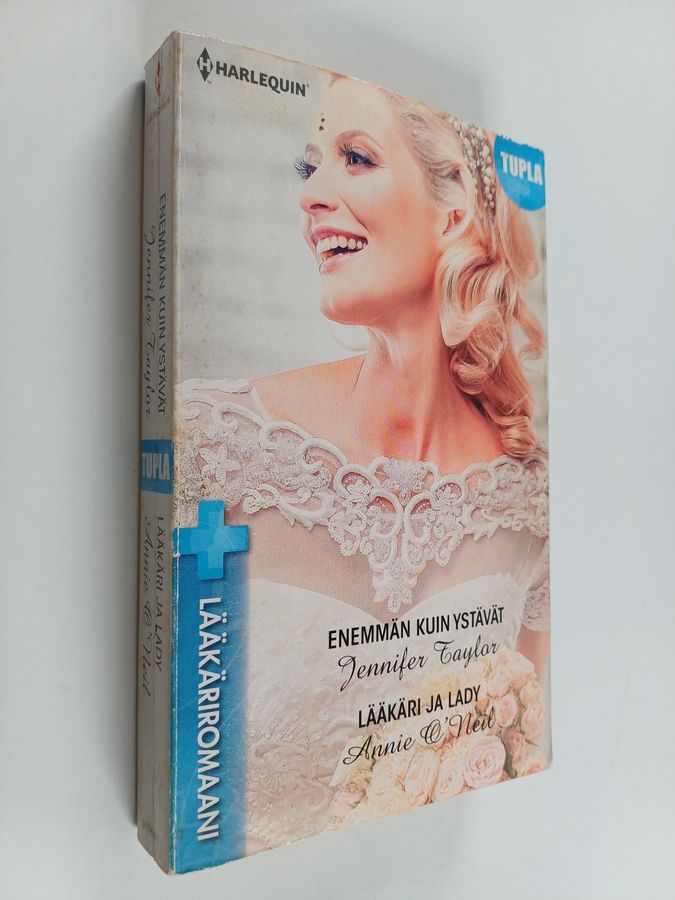 HARLEQUIN
TUPLA
ENEMMÄN KUIN YSTÄVÄT
Jennifer Taylor
LÄÄKÄRI JA LADY
Annie O'Neil
LÄÄKÄRIROMAANI
ENEMMÄN KUIN YSTÄVÄT
Jennifer Taylor
TUPLA
LÄÄKÄRI JA LADY
Annie O'Neil